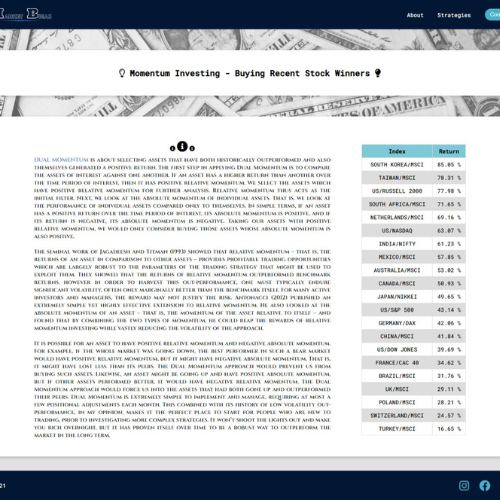 About Strategies
Momentum Investing - Buying Recent Stock Winners
Dual Momentum is about selecting assets that have both historically outperformed and also
themselves generated a positive return. The first step in applying Dual Momentum is to compare
the assets of interest against one another. If an asset has a higher return than another over
the time period of interest, then it has positive relative momentum. We select the assets which
have positive relative momentum for further analysis. Relative momentum thus acts as the
initial filter. Next, we look at the absolute momentum of individual assets. That is, we look at
the performance of individual assets compared only to themselves. In simple terms, if an asset
has a positive return over the time period of interest, its absolute momentum is positive, and if
its return is negative, its absolute momentum is negative. Taking our assets with positive
relative momentum, we would only consider buying those assets whose absolute momentum is
also positive.
The seminal work of Jagadeesh and Titman (1993) showed that relative momentum – that is, the
returns of an asset in comparison to other assets – provides profitable trading opportunities
which are largely robust to the parameters of the trading strategy that might be used to
exploit them. They showed that the returns of relative momentum outperformed benchmark
returns. However, in order to harvest this out-performance, one must typically endure
significant volatility, often only marginally better than the benchmark itself. For many active
investors and managers, the reward may not justify the risk. Antonacci (2012) published an
extremely simple yet highly effective extension to relative momentum. He also looked at the
absolute momentum of an asset – that is, the momentum of the asset relative to itself – and
found that by combining the two types of momentum, he could reap the rewards of relative
momentum investing while vastly reducing the volatility of the approach.
It is possible for an asset to have positive relative momentum and negative absolute momentum.
For example, if the whole market was going down, the best performer in such a bear market
would have positive relative momentum, but it might have negative absolute momentum. That is,
it might have lost less than its peers. The Dual Momentum approach would prevent us from
buying such assets. Likewise, an asset might be going up and have positive absolute momentum,
but if other assets performed better, it would have negative relative momentum. The Dual
Momentum approach would force us into the assets that had both gone up and outperformed
their peers. Dual Momentum is extremely simple to implement and manage, requiring at most a
few positional adjustments each month. This combined with its history of low volatility out-
performance, in my opinion, makes it the perfect place to start for people who are new to
trading, prior to investigating more complex strategies. It won't shoot the lights out and make
you rich overnight, but it has proven itself over time to be a robust way to outperform the
market in the long term.
Index Return
SOUTH KOREA/MSCI 85.05 %
TAIWAN/MSCI 78.31 %
US/RUSSELL 2000 77.98 %
SOUTH AFRICA/MSCI 71.65 %
NETHERLANDS/MSCI 69.16 %
US/NASDAQ 63.07 %
INDIA/NIFTY 61.23 %
MEXICO/MSCI 57.85 %
AUSTRALIA/MSCI 53.02 %
CANADA/MSCI 50.93 %
JAPAN/NIKKEI 49.65 %
US/S&P 500 43.14 %
GERMANY/DAX 42.06 %
CHINA/MSCI 41.84 %
US/DOW JONES 39.69 %
FRANCE/CAC 40 34.62 %
BRAZIL/MSCI 31.76 %
UK/MSCI 29.11 %
POLAND/MSCI 28.21 %
SWITZERLAND/MSCI 24.57 %
TURKEY/MSCI 16.65 %
21